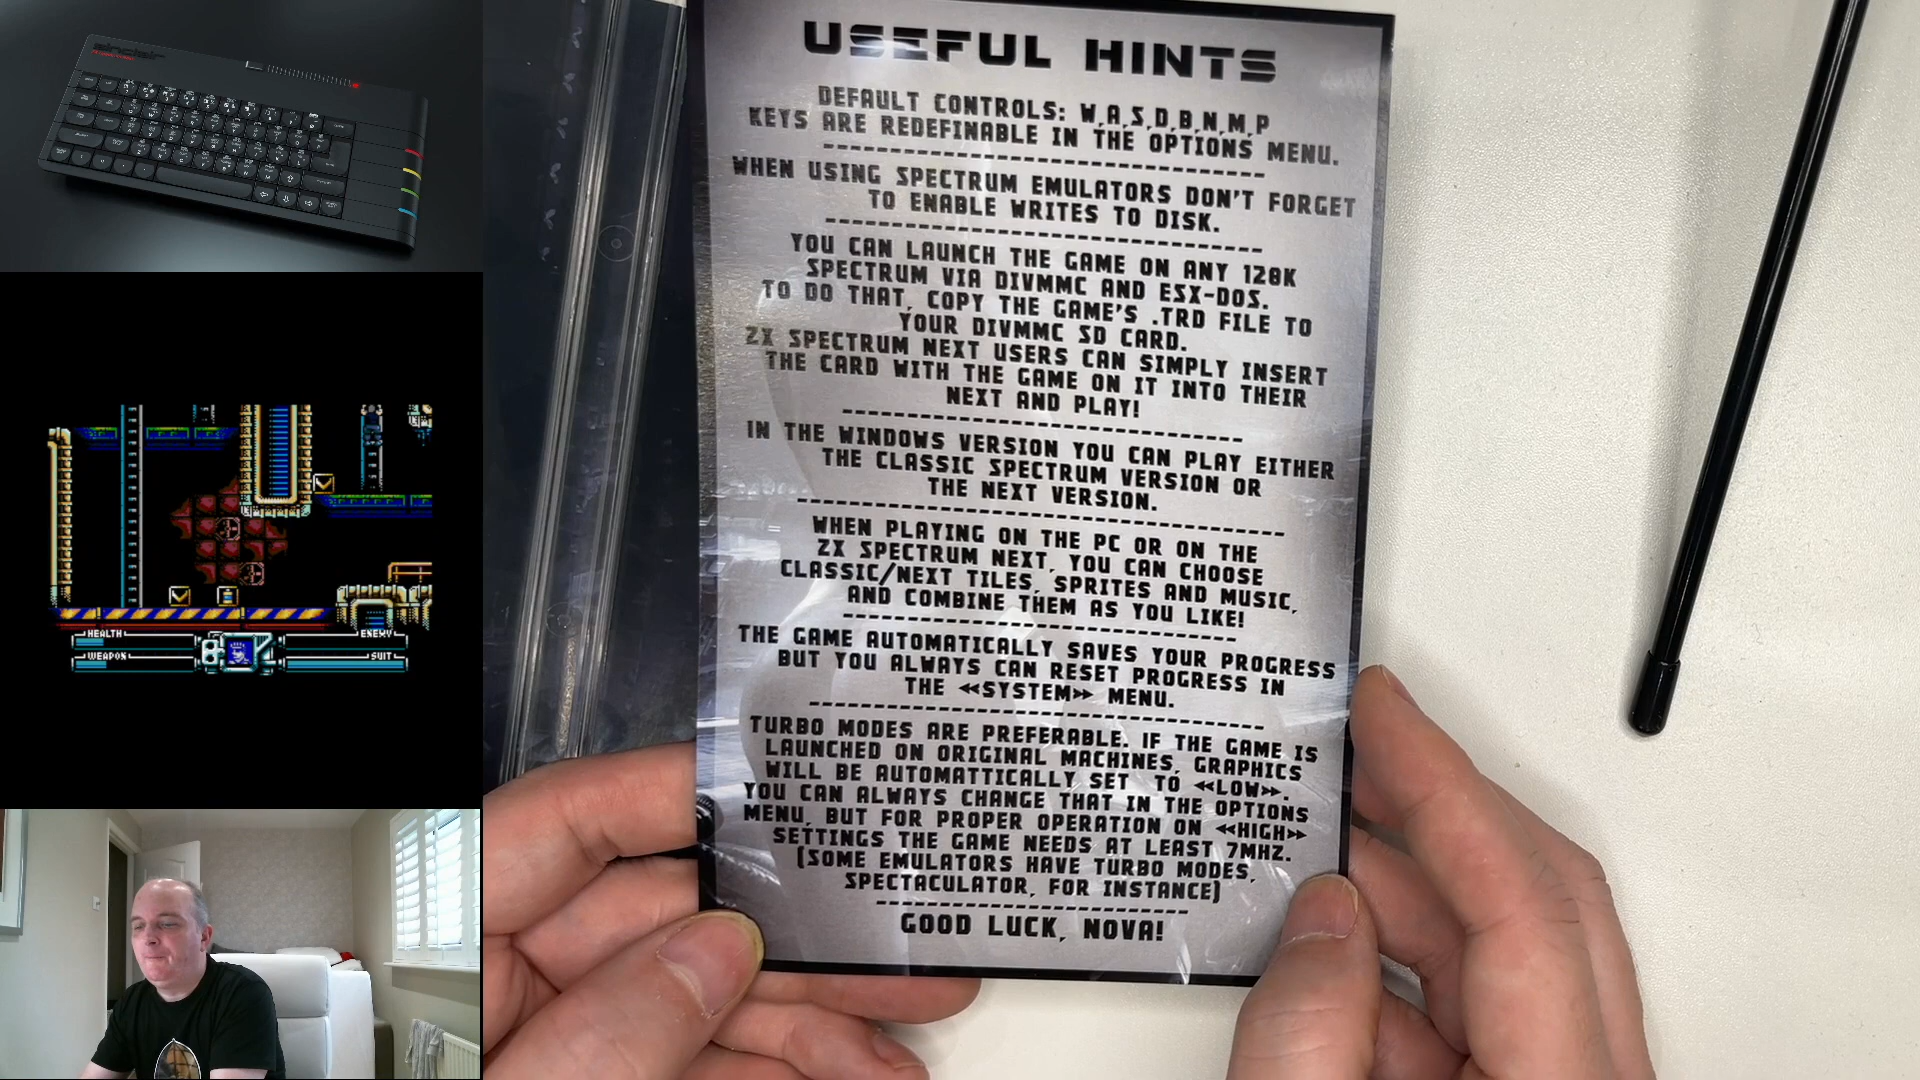 sinclair
USEFUL HINTS
DEFAULT CONTROLS: W,A,S,D,B,N,M,P
KEYS ARE REDEFINABLE IN THE OPTIONS MENU.
WHEN USING SPECTRUM EMULATORS DON'T FORGET
TO ENABLE WRITES TO DISK.
YOU CAN LAUNCH THE GAME ON ANY 128K
SPECTRUM VIA DIVMMC AND ESX-DOS.
TO DO THAT, COPY THE GAME'S .TRD FILE TO
YOUR DIVMMC SD CARD.
ZX SPECTRUM NEXT USERS CAN SIMPLY INSERT
THE CARD WITH THE GAME ON IT INTO THEIR
NEXT AND PLAY!
IN THE WINDOWS VERSION YOU CAN PLAY EITHER
THE CLASSIC SPECTRUM VERSION OR
THE NEXT VERSION.
WHEN PLAYING ON THE PC OR ON THE
ZX SPECTRUM NEXT, YOU CAN CHOOSE
CLASSIC/NEXT TILES, SPRITES AND MUSIC,
AND COMBINE THEM AS YOU LIKE!
THE GAME AUTOMATICALLY SAVES YOUR PROGRESS
BUT YOU ALWAYS CAN RESET PROGRESS IN
THE «SYSTEM» MENU.
TURBO MODES ARE PREFERABLE. IF THE GAME IS
LAUNCHED ON ORIGINAL MACHINES, GRAPHICS
WILL BE AUTOMATTICALLY SET TO «LOW».
YOU CAN ALWAYS CHANGE THAT IN THE OPTIONS
MENU, BUT FOR PROPER OPERATION ON «HIGH»
SETTINGS THE GAME NEEDS AT LEAST 7MHZ.
(SOME EMULATORS HAVE TURBO MODES,
SPECTACULATOR, FOR INSTANCE)
GOOD LUCK, NOVA!
HEALTH
ENEMY
WEAPON
SUIT